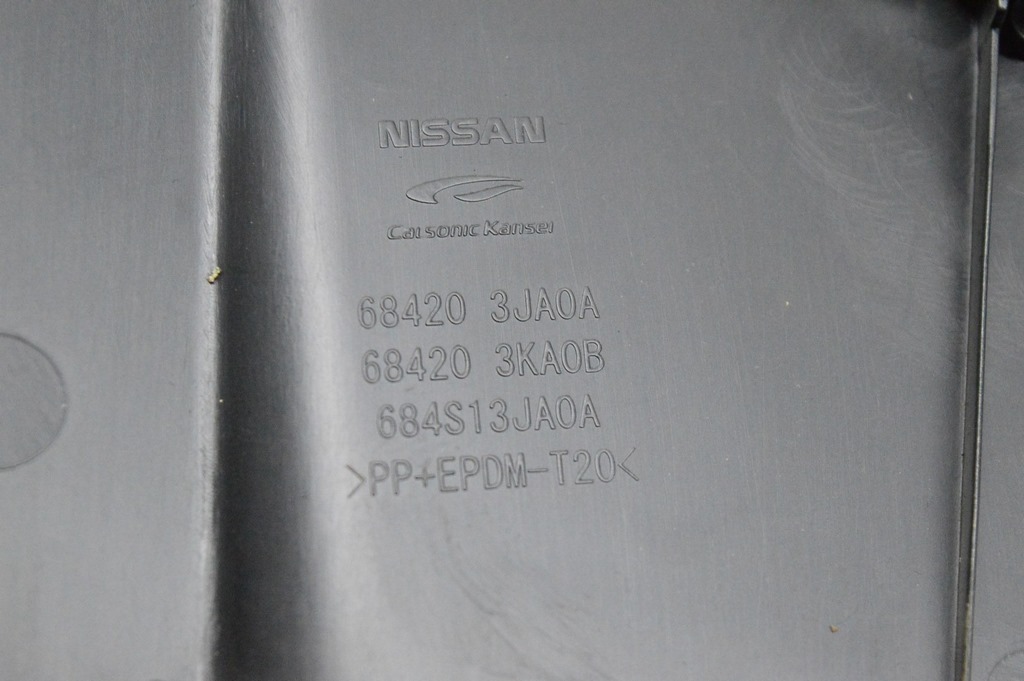 NISSAN
Calsonic Kansei
68420 3JA0A
68420 3KA0B
684S13JA0A
>PP+EPDM-T20<